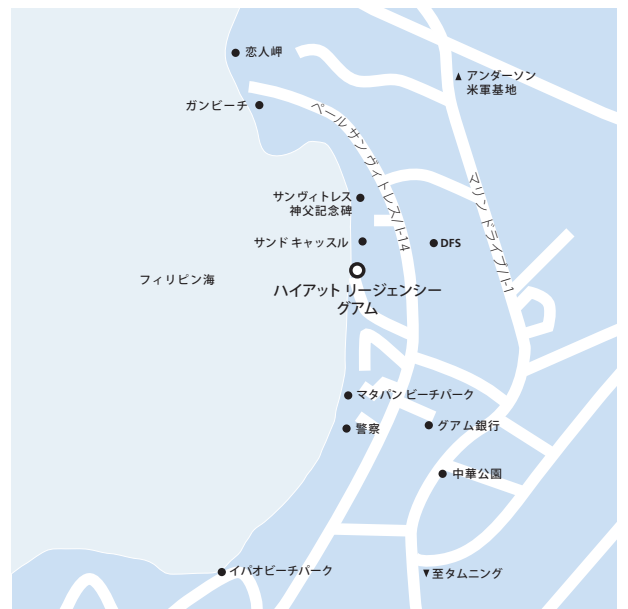 恋人岬
アンダーソン
米軍基地
ガンビーチ
ペール サン ヴィトレス/ﾄ14
マリン ドライブ/ﾄ1
サン ヴィトレス
神父記念碑
サンド キャッスル
DFS
フィリピン海
ハイアット リージェンシー
グアム
マタパン ビーチパーク
警察
グアム銀行
中華公園
イパオビーチパーク
至タムニング